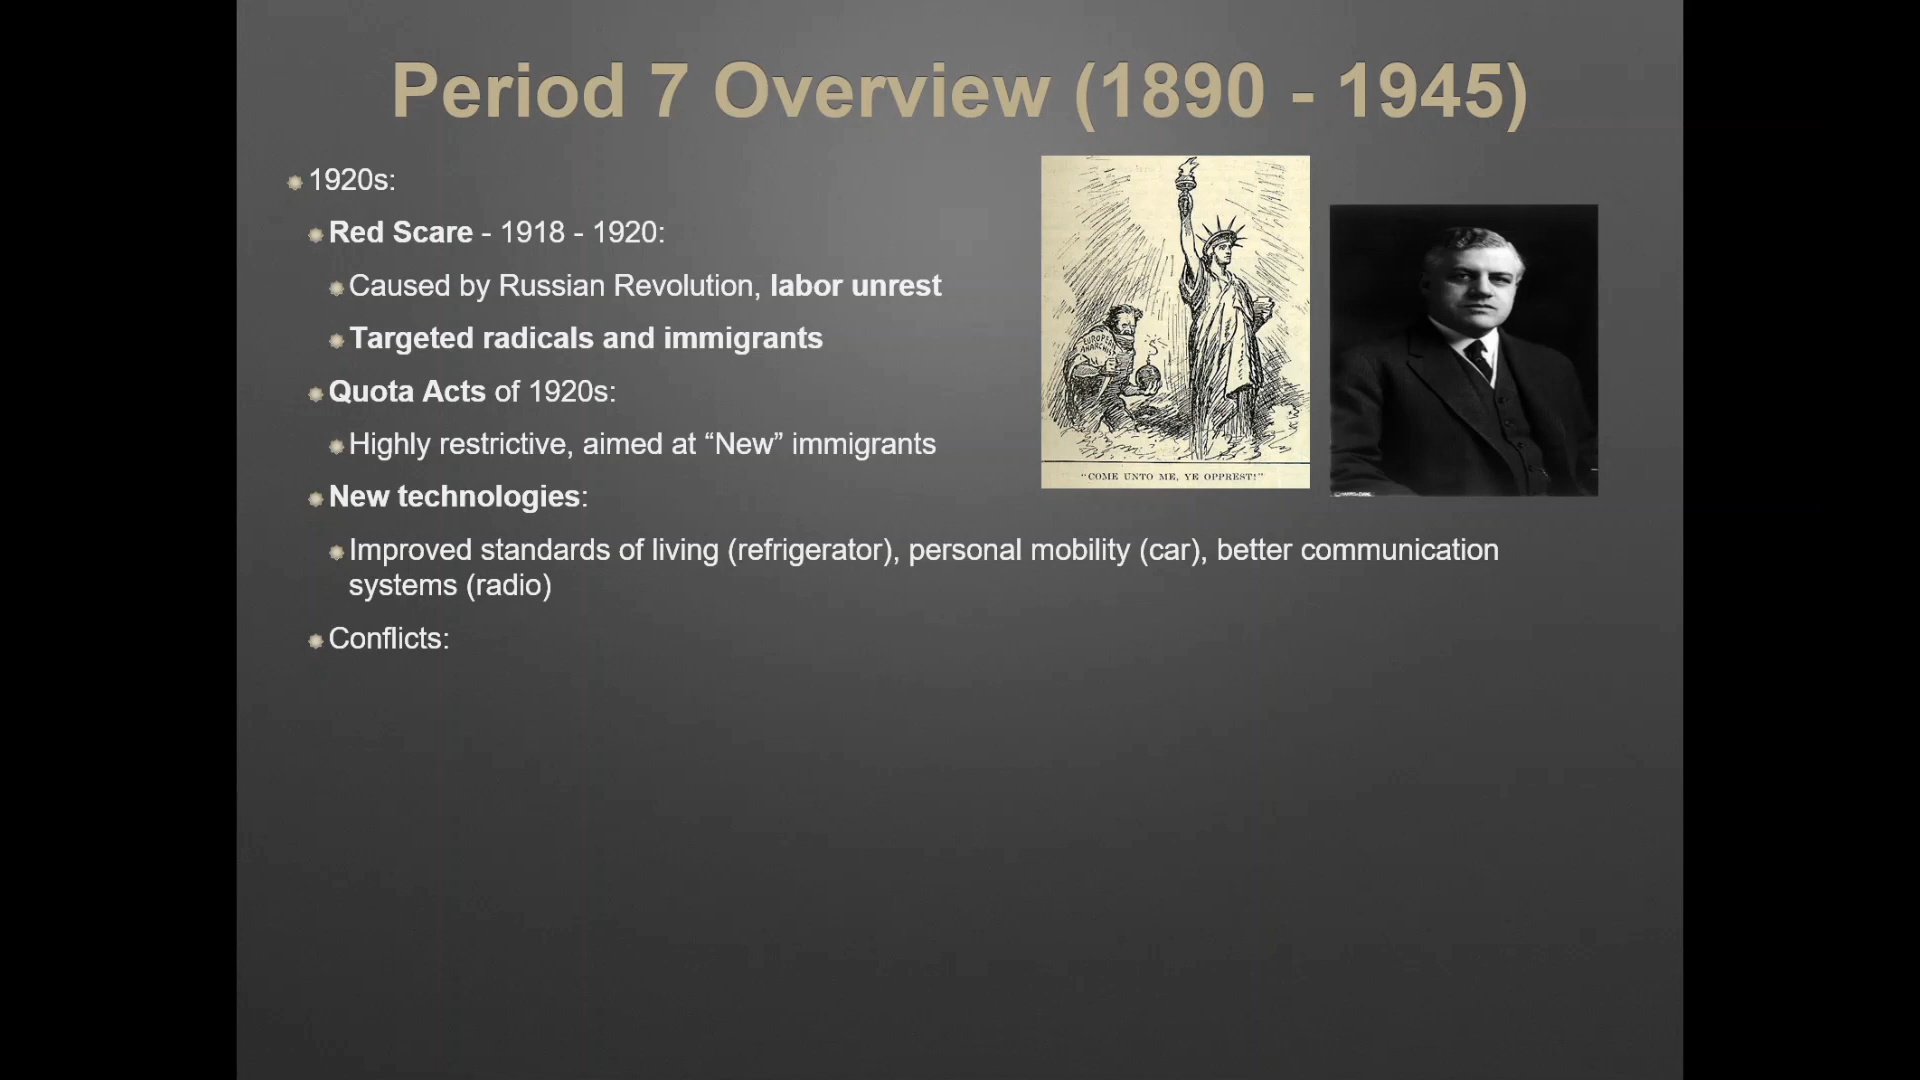 Period 7 Overview (1890 - 1945)
1920s:
Red Scare - 1918 - 1920:
Caused by Russian Revolution, labor unrest
Targeted radicals and immigrants
Quota Acts of 1920s:
Highly restrictive, aimed at “New” immigrants
New technologies:
Improved standards of living (refrigerator), personal mobility (car), better communication
systems (radio)
Conflicts:
"COME UNTO ME, YE OPPREST!"